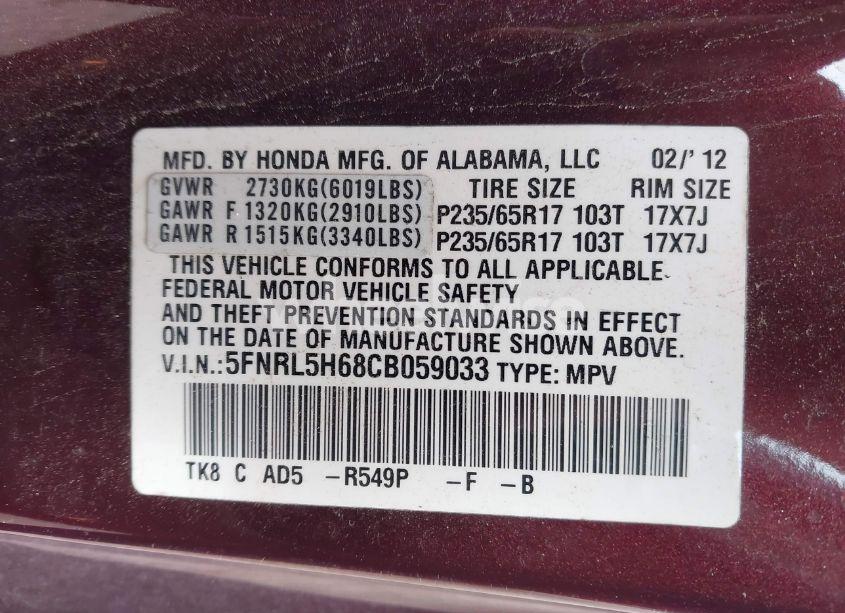 MFD. BY HONDA MFG. OF ALABAMA, LLC 02/' 12
GVWR 2730KG(6019LBS) TIRE SIZE RIM SIZE
GAWR F 1320KG(2910LBS) P235/65R17 103T 17X7J
GAWR R 1515KG(3340LBS) P235/65R17 103T 17X7J
THIS VEHICLE CONFORMS TO ALL APPLICABLE
FEDERAL MOTOR VEHICLE SAFETY
AND THEFT PREVENTION STANDARDS IN EFFECT
ON THE DATE OF MANUFACTURE SHOWN ABOVE.
V.I.N.: 5FNRL5H68CB059033 TYPE: MPV
TK8 C AD5 -R549P -F -B